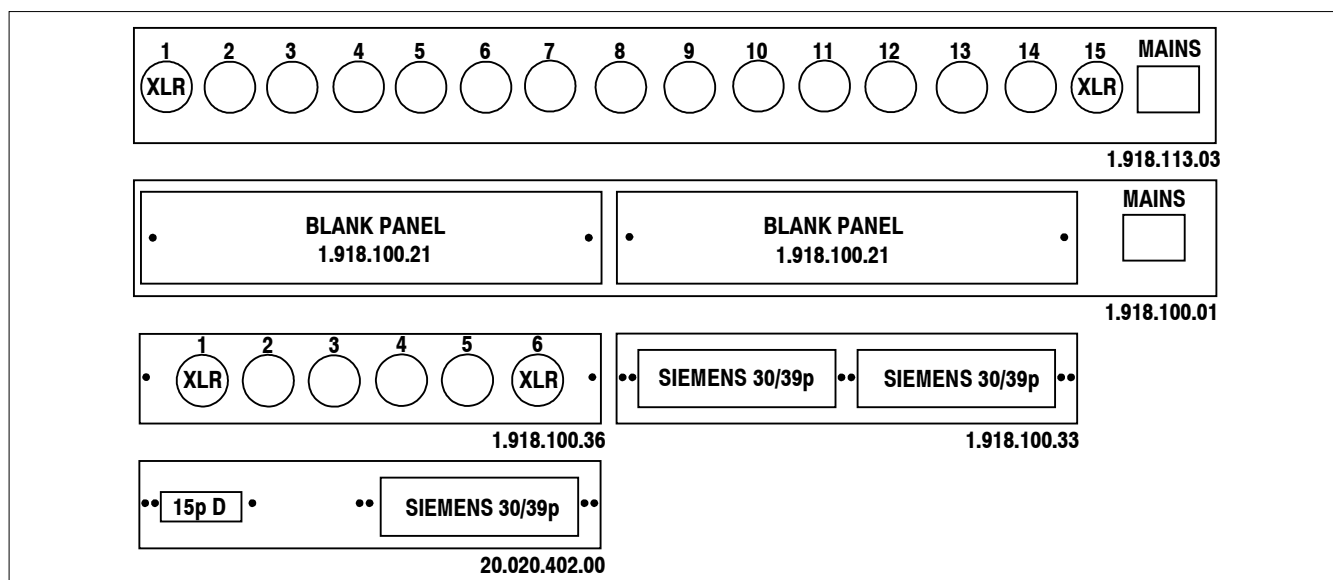 1 2 3 4 5 6 7 8 9 10 11 12 13 14 15 MAINS
XLR XLR
1.918.113.03
MAINS
BLANK PANEL BLANK PANEL
1.918.100.21 1.918.100.21
1.918.100.01
1 2 3 4 5 6
XLR XLR SIEMENS 30/39p SIEMENS 30/39p
1.918.100.36 1.918.100.33
15p D SIEMENS 30/39p
20.020.402.00